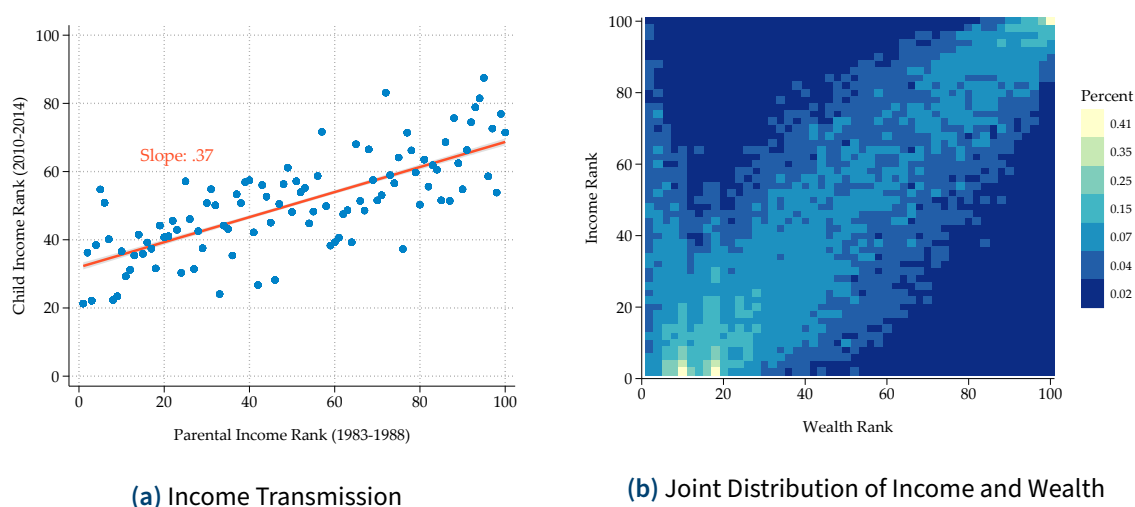 100
80
60
40
20
0
Child Income Rank (2010-2014)
Slope: .37
0 20 40 60 80 100
Parental Income Rank (1983-1988)
(a) Income Transmission
100
80
60
40
20
0
Income Rank
0 20 40 60 80 100
Wealth Rank
Percent
0.41
0.35
0.25
0.15
0.07
0.04
0.02
(b) Joint Distribution of Income and Wealth